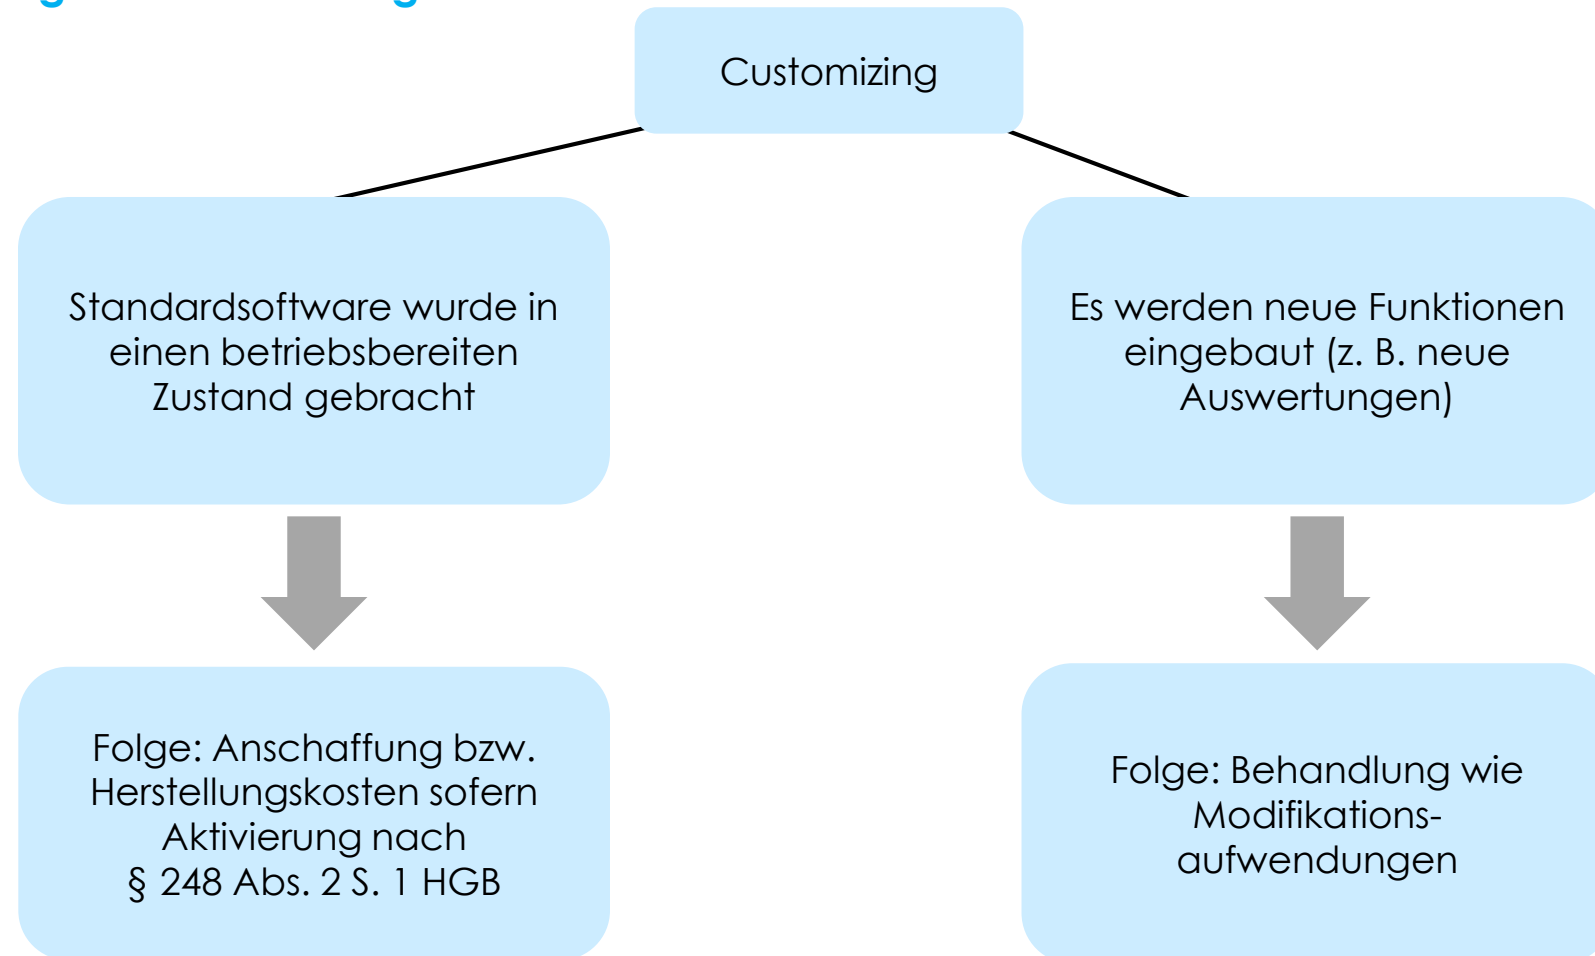 Customizing
Standardsoftware wurde in
einen betriebsbereiten
Zustand gebracht
Es werden neue Funktionen
eingebaut (z. B. neue
Auswertungen)
Folge: Anschaffung bzw.
Herstellungskosten sofern
Aktivierung nach
§ 248 Abs. 2 S. 1 HGB
Folge: Behandlung wie
Modifikations-
aufwendungen